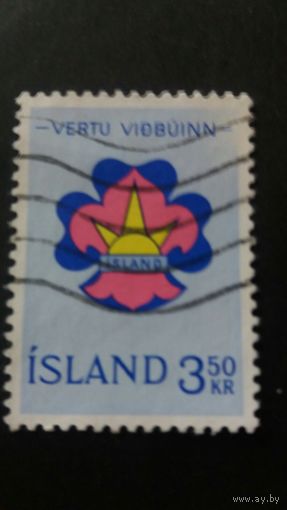 -VERTU VIÐBÚINN-
ÍSLAND
ÍSLAND 3 50 KR
www.ay.by